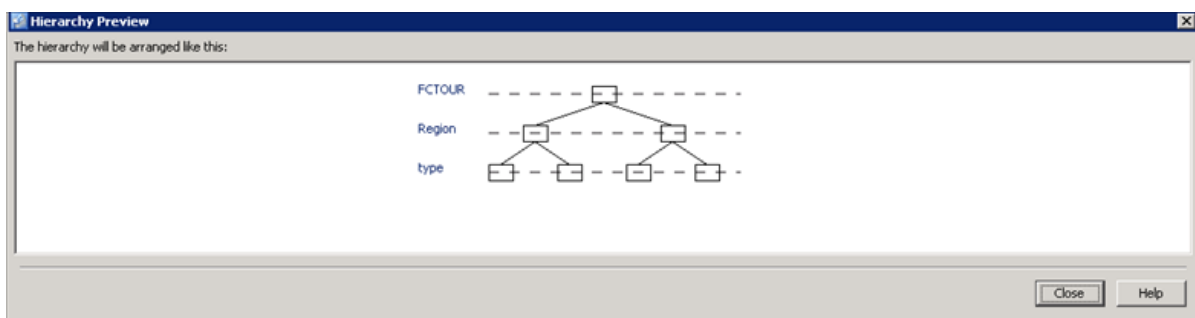 Hierarchy Preview
The hierarchy will be arranged like this:
FCTOUR
Region
type
Close Help